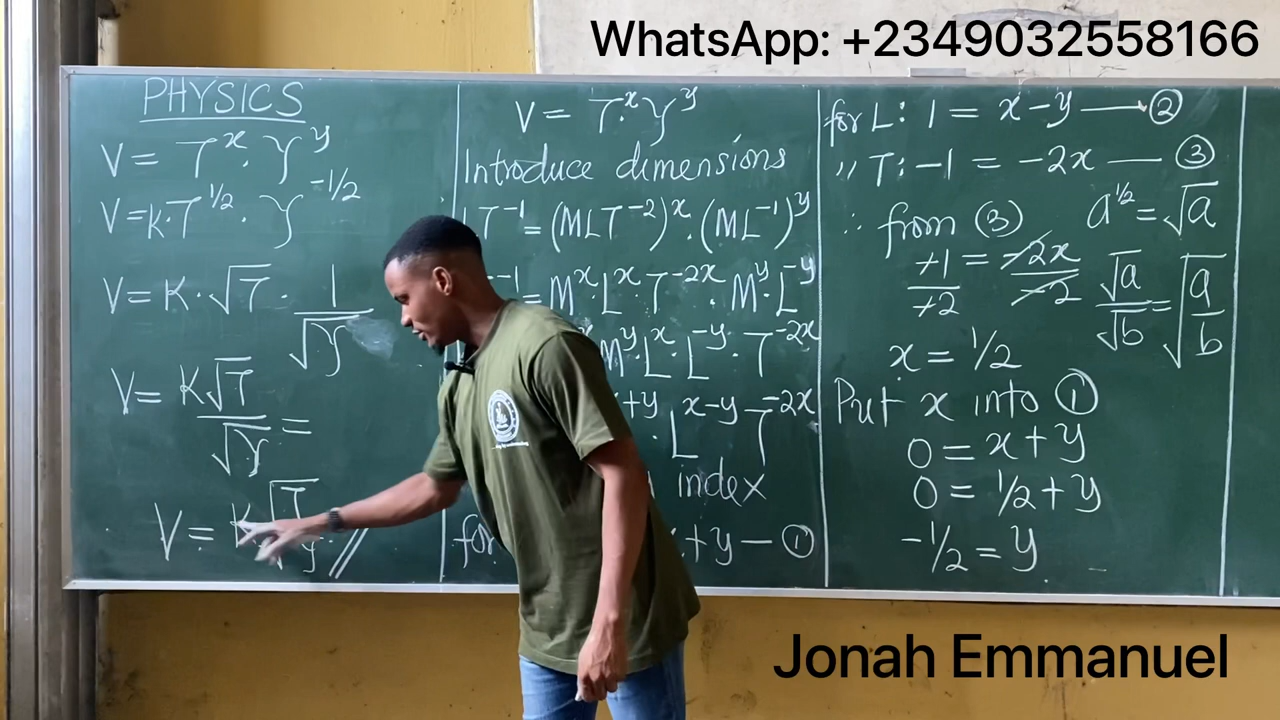 WhatsApp: +2349032558166
PHYSICS
V = T^x · γ^y
V = K·T^1/2 · γ^-1/2
V = K · √T · 1/√γ
V = K√T/√γ =
V = K√T/γ //
V = T^x · γ^y
Introduce dimensions
T^-1 = (MLT^-2)^x · (ML^-1)^y
^-1 = M^x · L^x · T^-2x · M^y · L^-y
M^y · L^x · L^-y · T^-2x
+y · L^x-y T^-2x
index
for +y — ①
for L: 1 = x-y — ②
,, T: -1 = -2x — ③
∴ from (3)
a^1/2 = √a
-1/-2 = -2x/-2
√a/√b = √a/b
x = 1/2
Put x into ①
0 = x + y
0 = 1/2 + y
-1/2 = y
Jonah Emmanuel